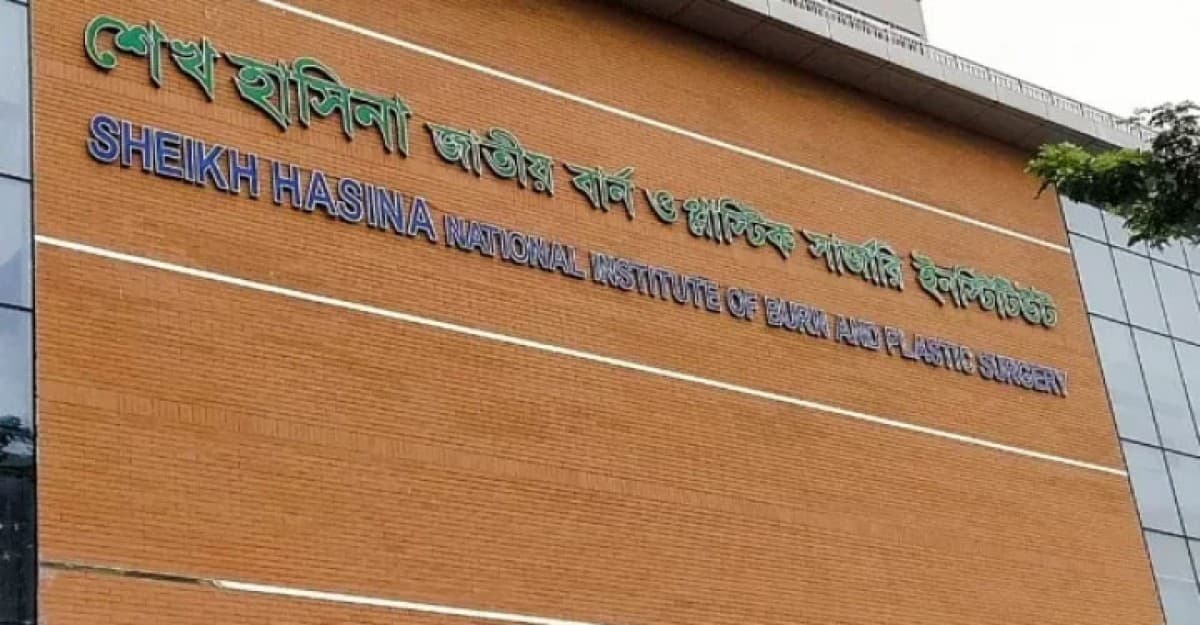 শেখ হাসিনা জাতীয় বার্ন ও প্লাস্টিক সার্জারি ইনস্টিটিউট
SHEIKH HASINA NATIONAL INSTITUTE OF BURN AND PLASTIC SURGERY